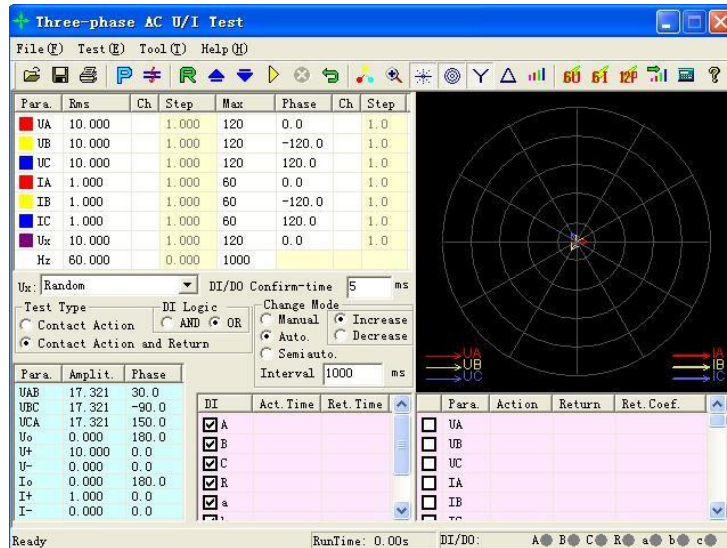 Three-phase AC U/I Test
File(F) Test(E) Tool(T) Help(H)
P R 6U 6I 12P ?
Para. Rms Ch Step Max Phase Ch Step
UA 10.000 1.000 120 0.0 1.0
UB 10.000 1.000 120 -120.0 1.0
UC 10.000 1.000 120 120.0 1.0
IA 1.000 1.000 60 0.0 1.0
IB 1.000 1.000 60 -120.0 1.0
IC 1.000 1.000 60 120.0 1.0
Ux 10.000 1.000 120 0.0 1.0
Hz 60.000 0.000 1000
Ux: Random DI/DO Confirm-time 5 ms
Test Type DI Logic Change Mode
Contact Action AND OR Manual Increase
Auto. Decrease
Contact Action and Return Semiauto.
Interval 1000 ms
UA IA
UB IB
UC IC
Para. Amplit. Phase
UAB 17.321 30.0
UBC 17.321 -90.0
UCA 17.321 150.0
Uo 0.000 180.0
U+ 10.000 0.0
U- 0.000 0.0
Io 0.000 180.0
I+ 1.000 0.0
I- 0.000 0.0
DI Act.Time Ret.Time
A
B
C
R
a
Para. Action Return Ret.Coef.
UA
UB
UC
IA
IB
Ready RunTime: 0.00s DI/DO: A B C R a b c